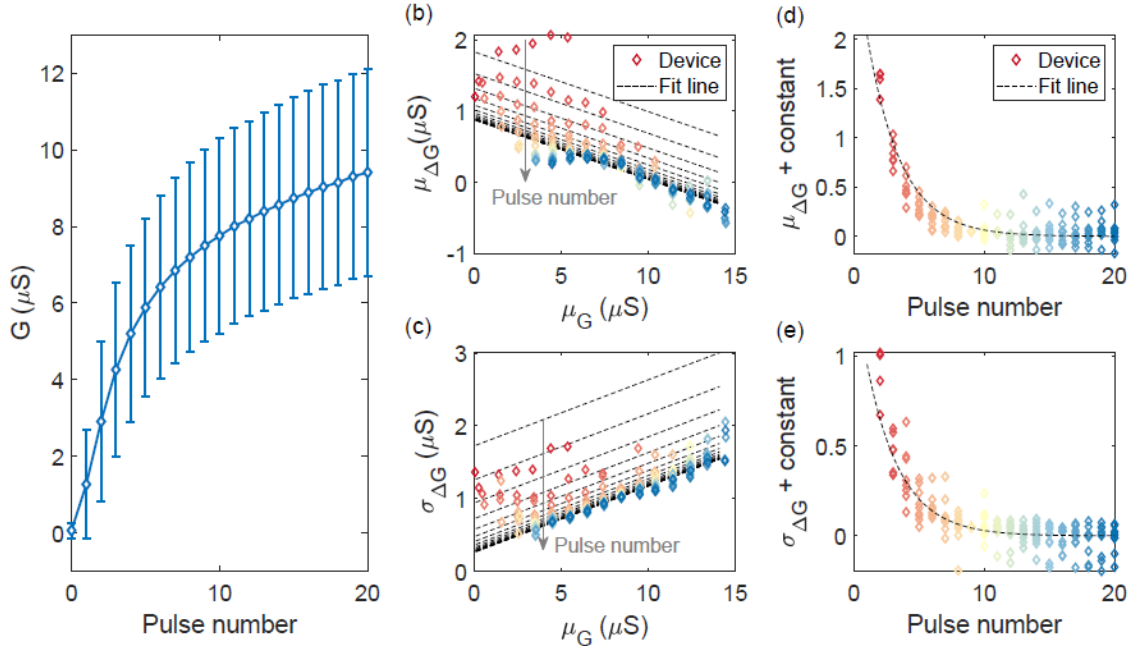 G (μS)
12
10
8
6
4
2
0
0
10
20
Pulse number
(b)
μΔG(μS)
2
1
0
-1
Device
Fit line
Pulse number
0
5
10
15
μG (μS)
(c)
σΔG (μS)
3
2
1
0
Pulse number
0
5
10
15
μG (μS)
(d)
μΔG + constant
2
1.5
1
0.5
0
Device
Fit line
0
10
20
Pulse number
(e)
σΔG + constant
1
0.5
0
0
10
20
Pulse number